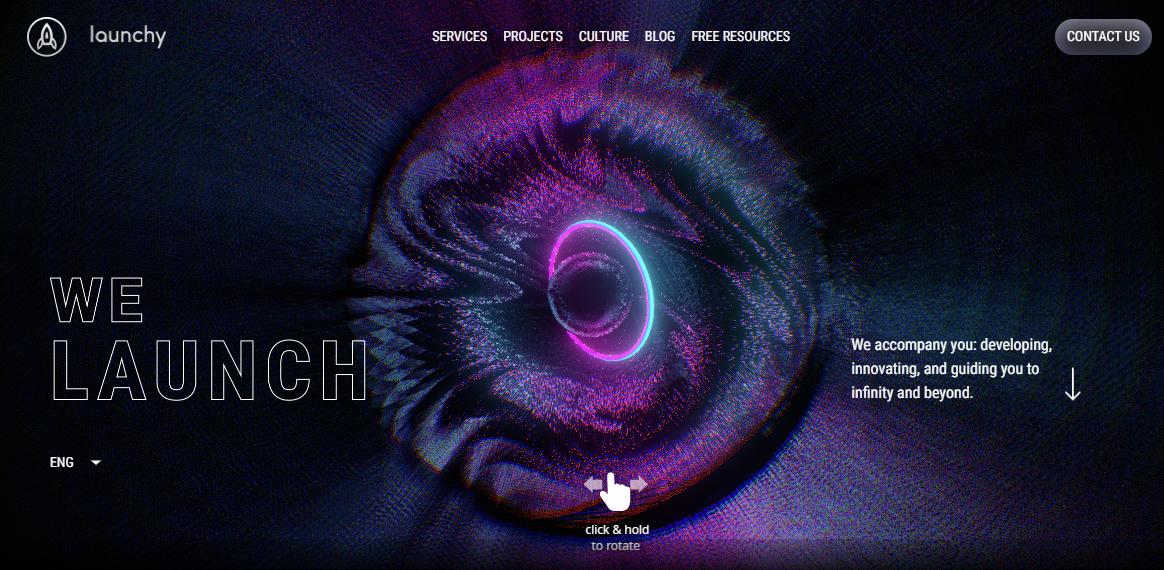 launchy
SERVICES PROJECTS CULTURE BLOG FREE RESOURCES
CONTACT US
WE
LAUNCH
We accompany you: developing,
innovating, and guiding you to
infinity and beyond.
ENG
click & hold
to rotate